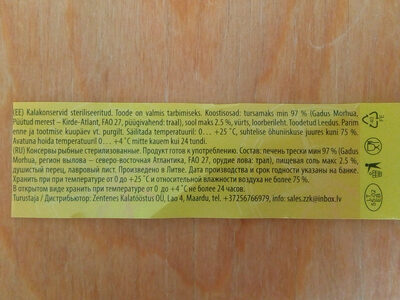 (EE) Kalakonservid steriliseeritud. Toode on valmis tarbimiseks. Koostisosad: tursamaks min 97 % (Gadus Morhua,
Püütud merest – Kirde-Atlant, FAO 27, püügivahend: traal), sool maks 2.5 %, vürts, loorberileht. Toodetud Leedus. Parim
enne ja tootmise kuupäev vt. purgilt. Säilitada temperatuuril: 0… +25 °C, suhtelise õhuniiskuse juures kuni 75 %.
Avatuna hoida temperatuuril: 0… +4 °C mitte kauem kui 24 tundi.
(RU) Консервы рыбные стерилизованные. Продукт готов к употреблению. Состав: печень трески мин 97 % (Gadus
Morhua, регион вылова – северо-восточная Атлантика, FAO 27, орудие лова: трал), пищевая соль макс 2.5 %,
душистый перец, лавровый лист. Произведено в Литве. Дата производства и срок годности указаны на банке.
Хранить при при температуре от 0 до +25 °C и относительной влажности воздуха не более 75 %.
В открытом виде хранить при температуре от 0 до +4 °C не более 24 часов.
Turustaja / Дистрибьютор: Zentenes Kalatööstus OÜ, Lao 4, Maardu, tel. +37256766979, info: sales.zzk@inbox.lv